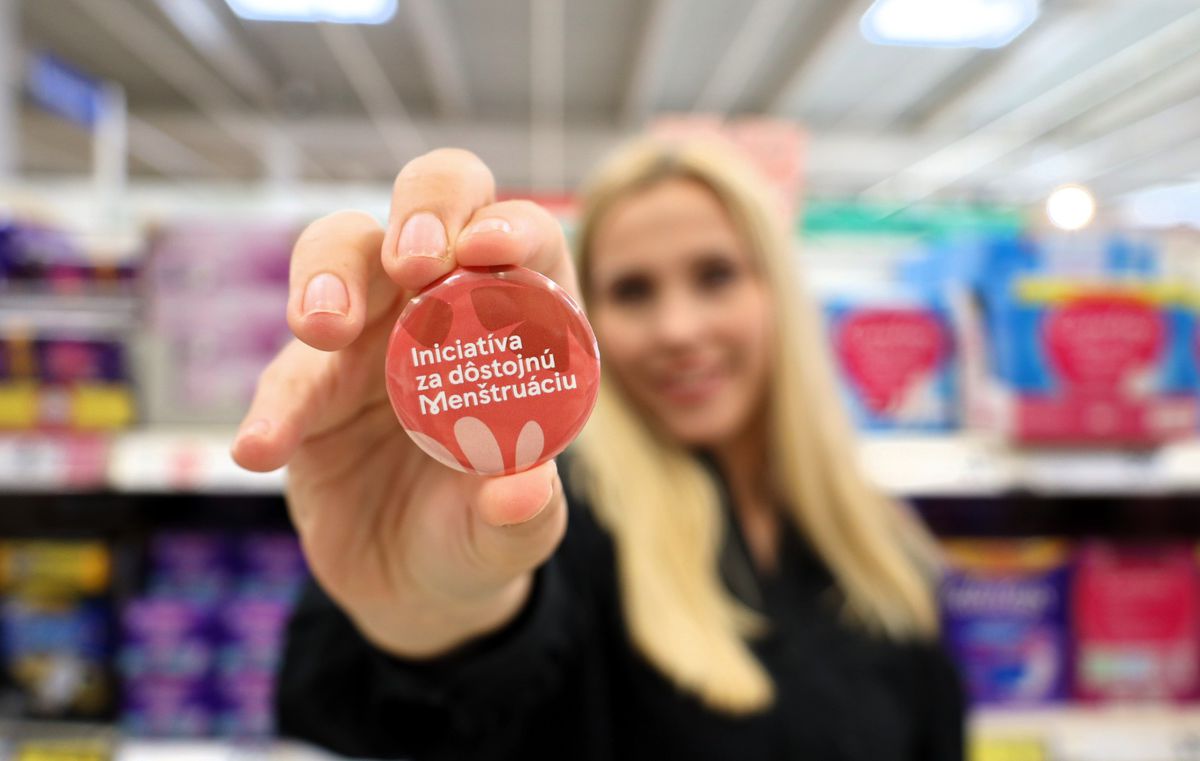 Iniciatíva
za dôstojnú
Menštruáciu